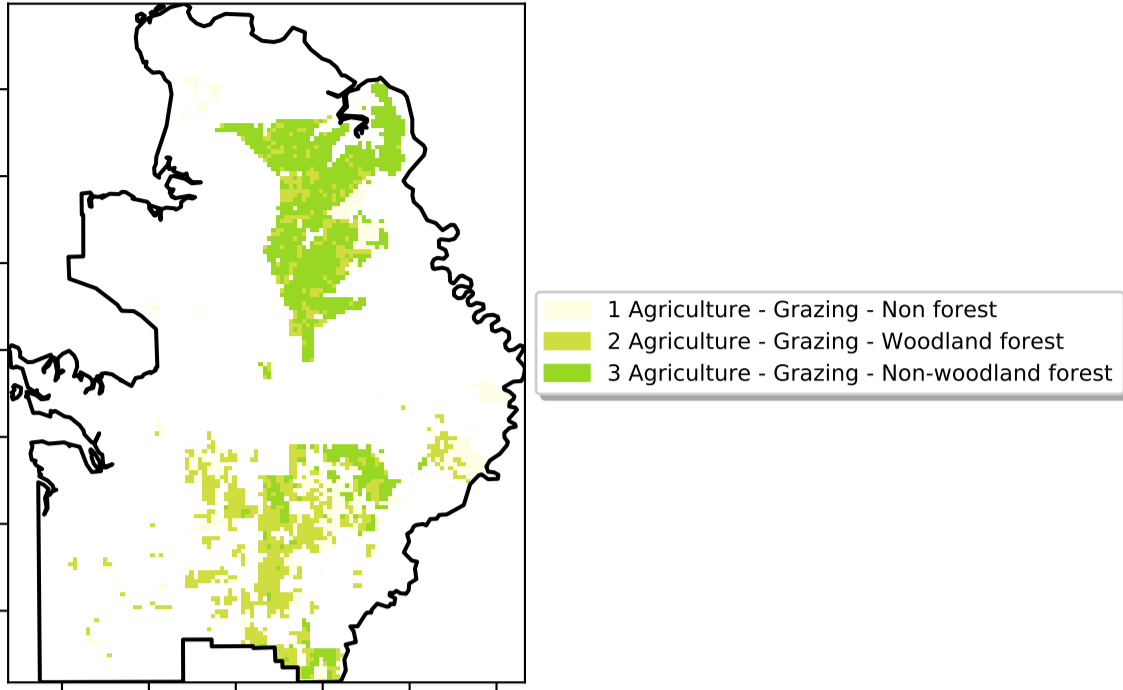 1 Agriculture - Grazing - Non forest
2 Agriculture - Grazing - Woodland forest
3 Agriculture - Grazing - Non-woodland forest